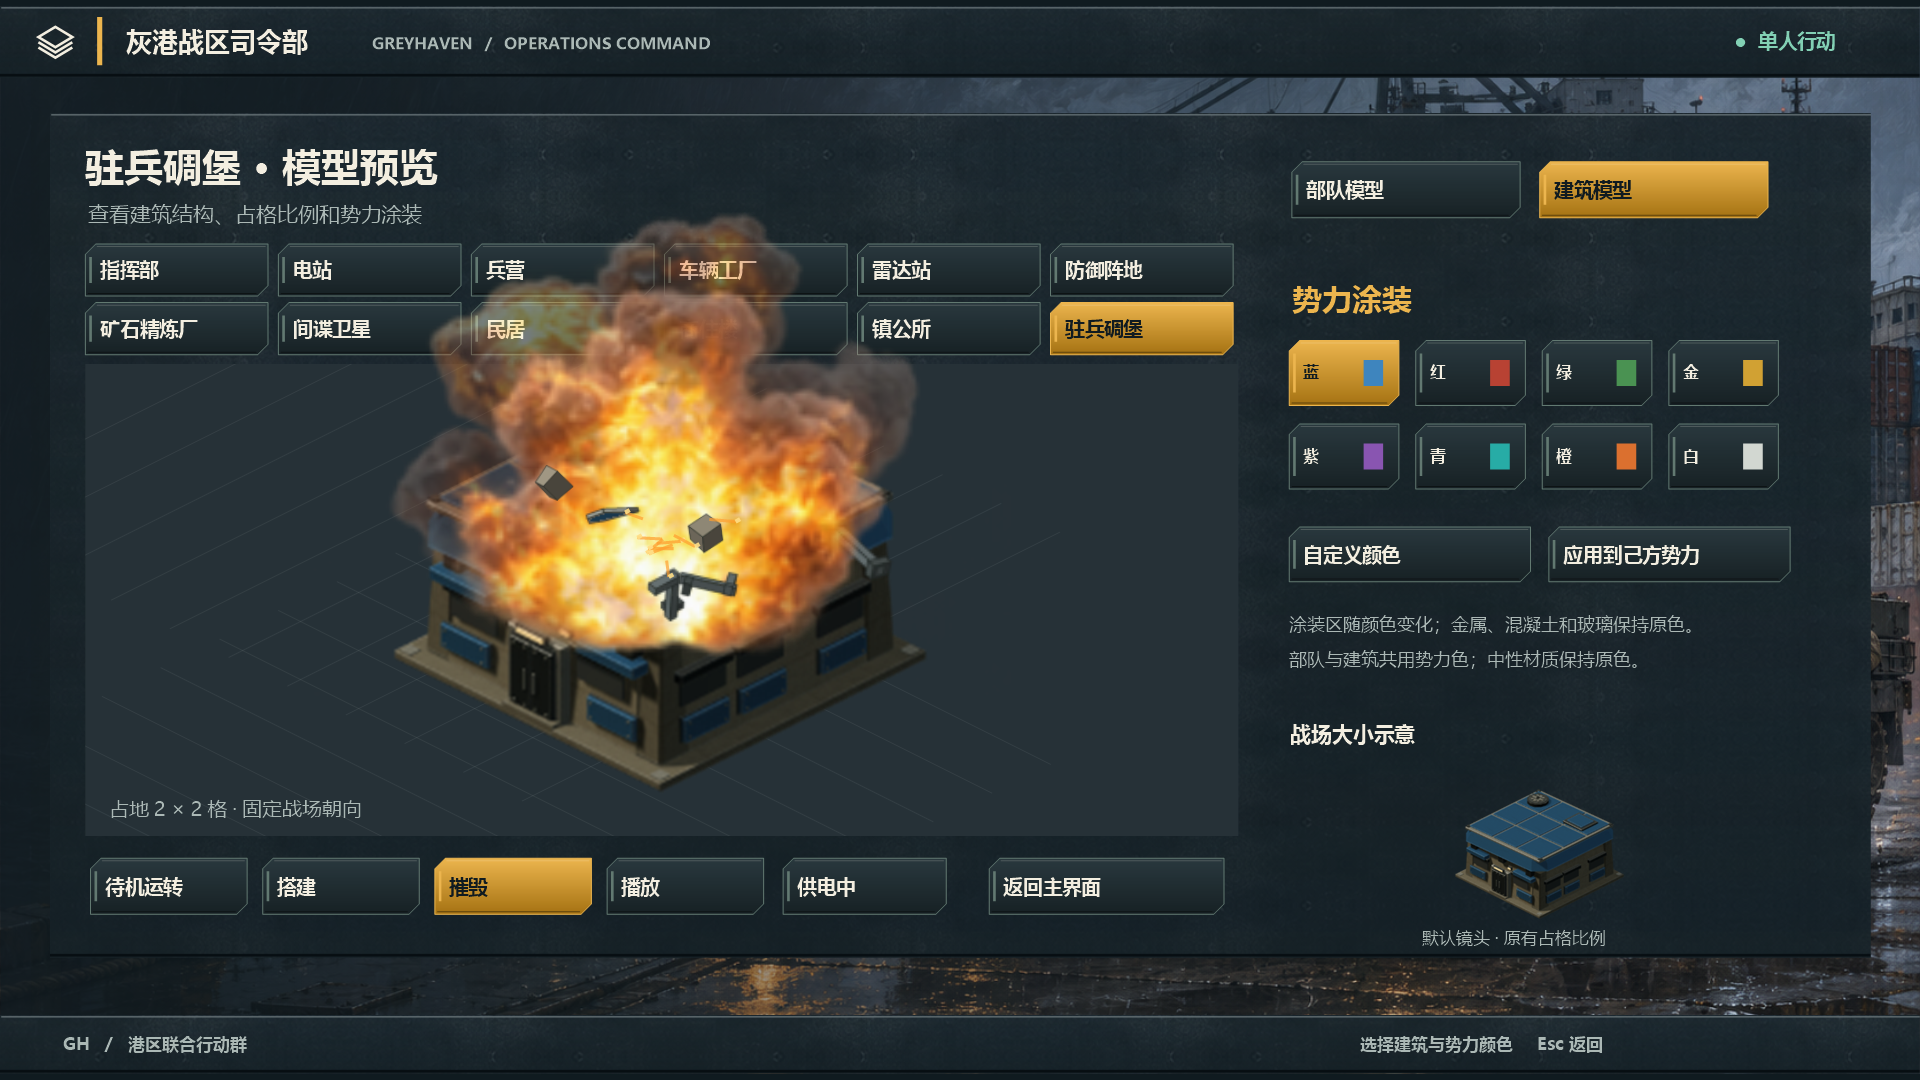 灰港战区司令部
GREYHAVEN / OPERATIONS COMMAND
单人行动
驻兵碉堡·模型预览
查看建筑结构、占格比例和势力涂装
部队模型
建筑模型
指挥部
电站
兵营
车辆工厂
雷达站
防御阵地
矿石精炼厂
间谍卫星
民居
镇公所
驻兵碉堡
势力涂装
蓝
红
绿
金
紫
青
橙
白
自定义颜色
应用到己方势力
涂装区随颜色变化；金属、混凝土和玻璃保持原色。
部队与建筑共用势力色；中性材质保持原色。
战场大小示意
默认镜头·原有占格比例
占地 2 × 2 格·固定战场朝向
待机运转
搭建
摧毁
播放
供电中
返回主界面
GH / 港区联合行动群
选择建筑与势力颜色 Esc 返回